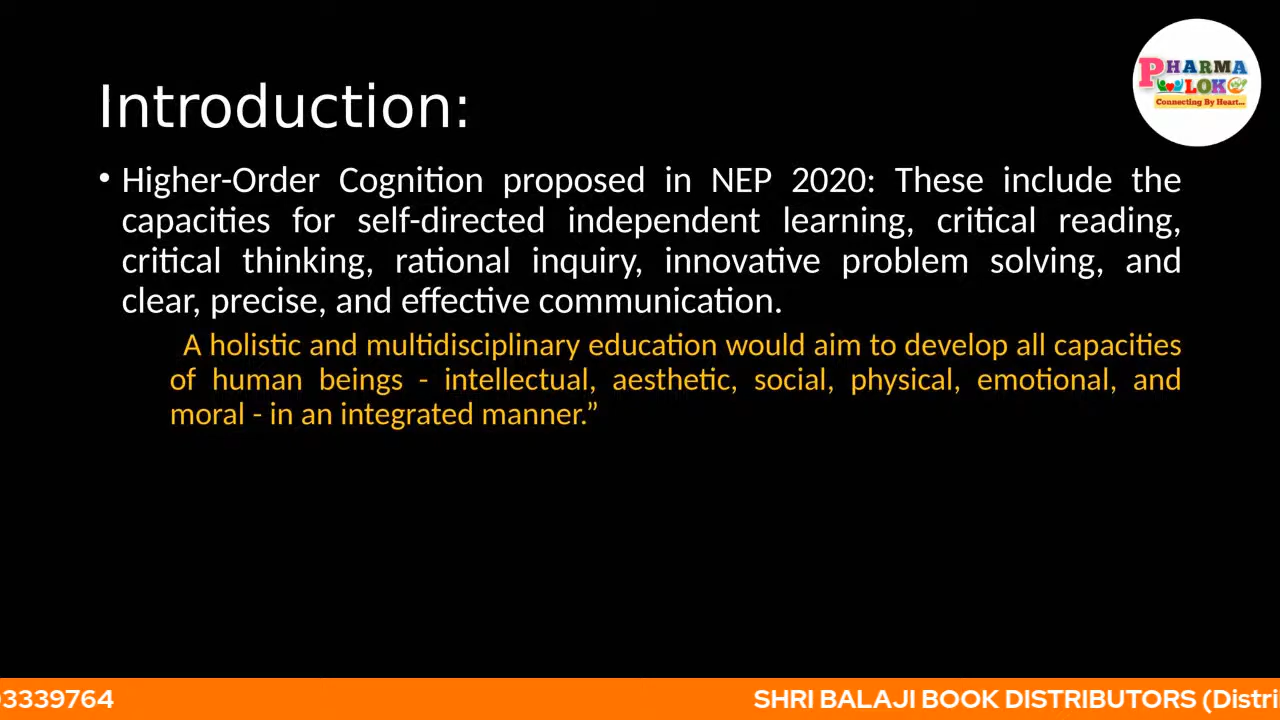 PHARMA
LOK
Connecting By Heart...
Introduction:
• Higher-Order Cognition proposed in NEP 2020: These include the
capacities for self-directed independent learning, critical reading,
critical thinking, rational inquiry, innovative problem solving, and
clear, precise, and effective communication.
A holistic and multidisciplinary education would aim to develop all capacities
of human beings - intellectual, aesthetic, social, physical, emotional, and
moral - in an integrated manner.”
3339764 SHRI BALAJI BOOK DISTRIBUTORS (Distri